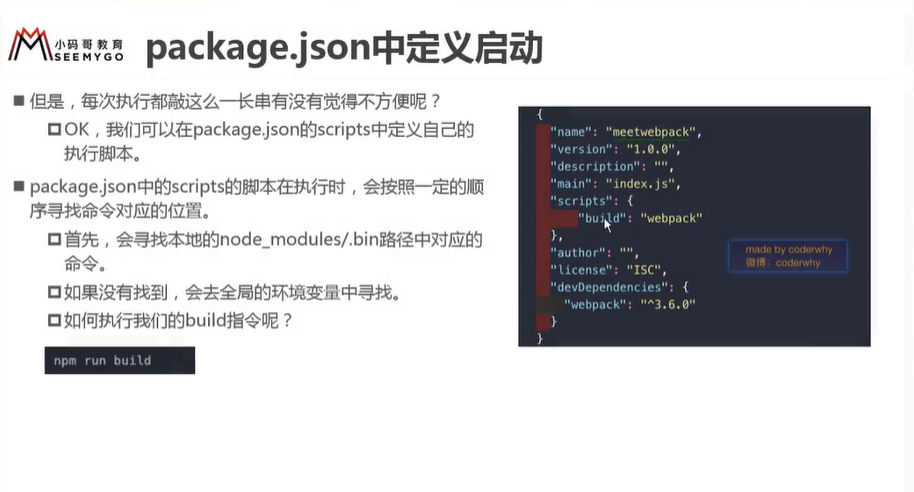 小码哥教育
SEEMYGO
package.json中定义启动
但是，每次执行都敲这么一长串有没有觉得不方便呢？
OK，我们可以在package.json的scripts中定义自己的
执行脚本。
package.json中的scripts的脚本在执行时，会按照一定的顺
序寻找命令对应的位置。
首先，会寻找本地的node_modules/.bin路径中对应的
命令。
如果没有找到，会去全局的环境变量中寻找。
如何执行我们的build指令呢？
npm run build
{
"name": "meetwebpack",
"version": "1.0.0",
"description": "",
"main": "index.js",
"scripts": {
"build": "webpack"
},
"author": "",
"license": "ISC",
"devDependencies": {
"webpack": "^3.6.0"
}
}
made by coderwhy
微博：coderwhy